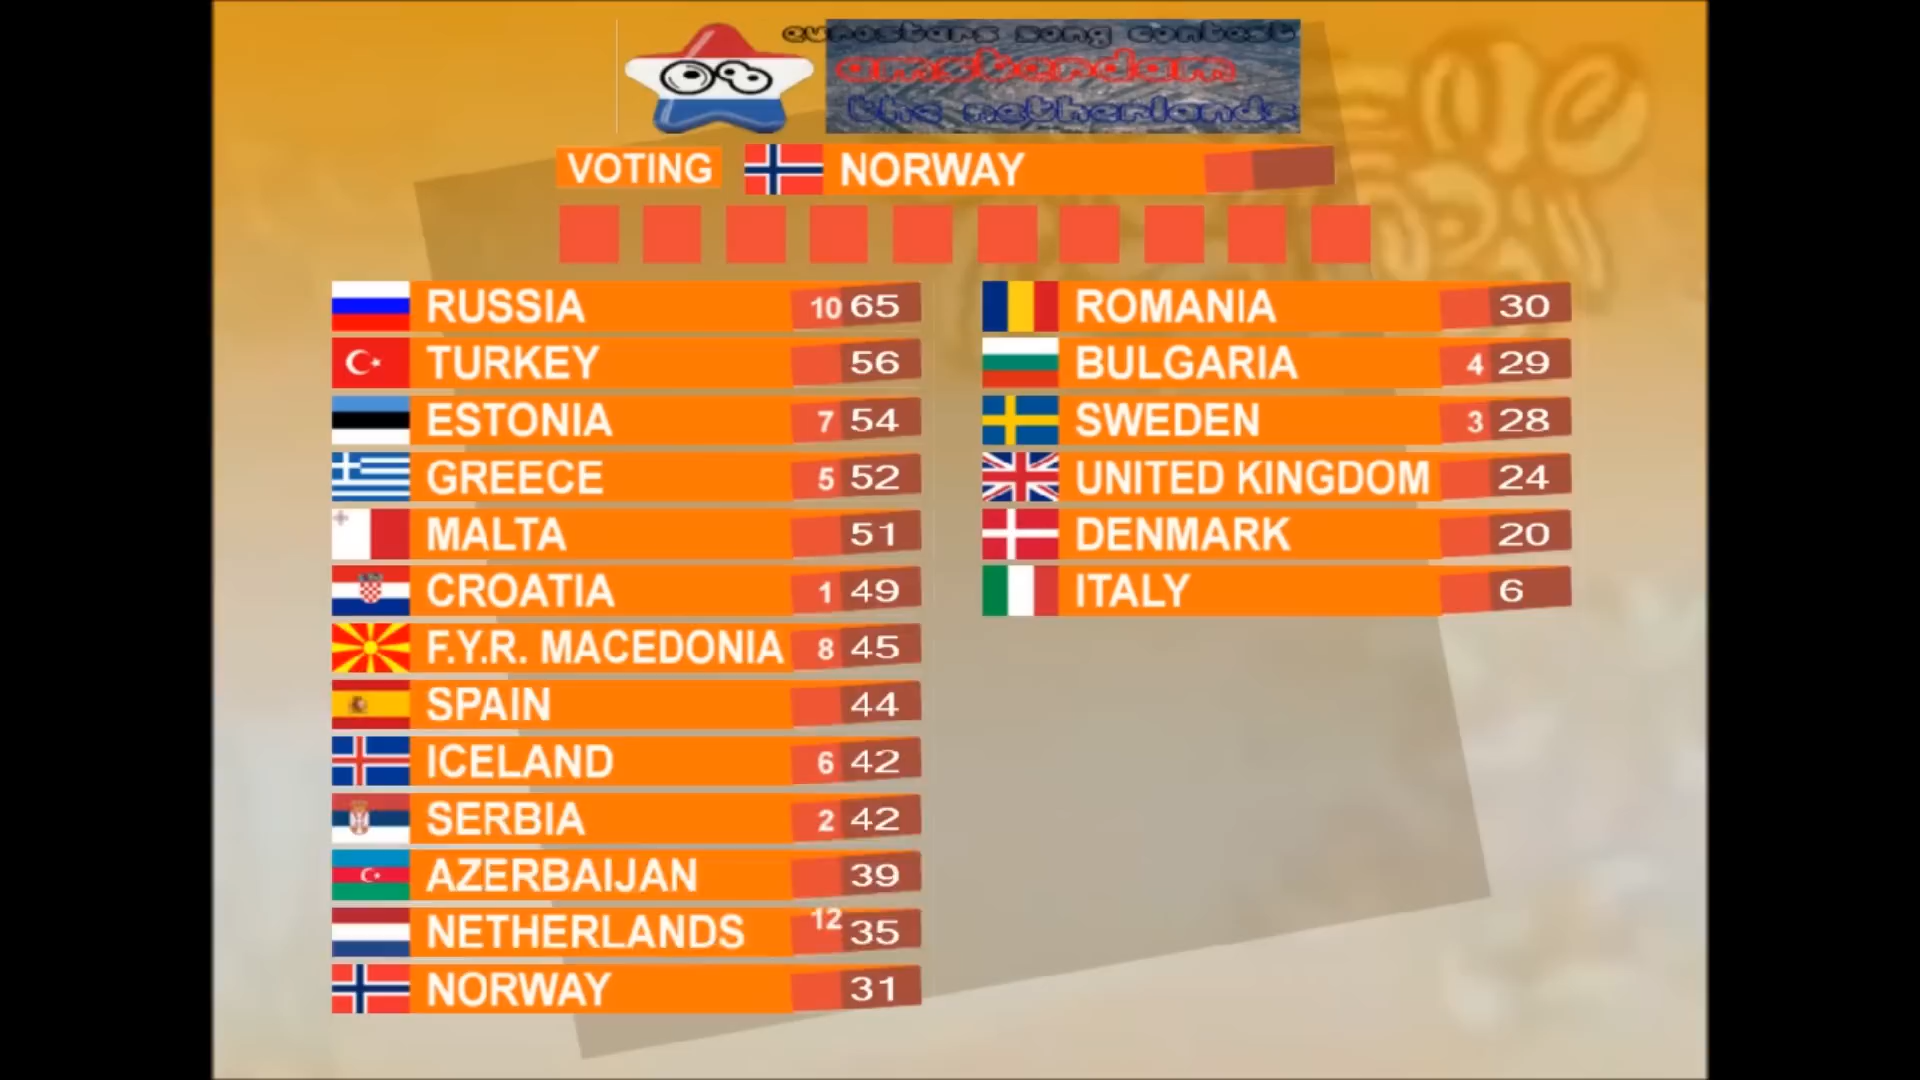 eurostars song contest
amsterdam
the netherlands
VOTING NORWAY
RUSSIA 10 65
TURKEY 56
ESTONIA 7 54
GREECE 5 52
MALTA 51
CROATIA 1 49
F.Y.R. MACEDONIA 8 45
SPAIN 44
ICELAND 6 42
SERBIA 2 42
AZERBAIJAN 39
NETHERLANDS 12 35
NORWAY 31
ROMANIA 30
BULGARIA 4 29
SWEDEN 3 28
UNITED KINGDOM 24
DENMARK 20
ITALY 6